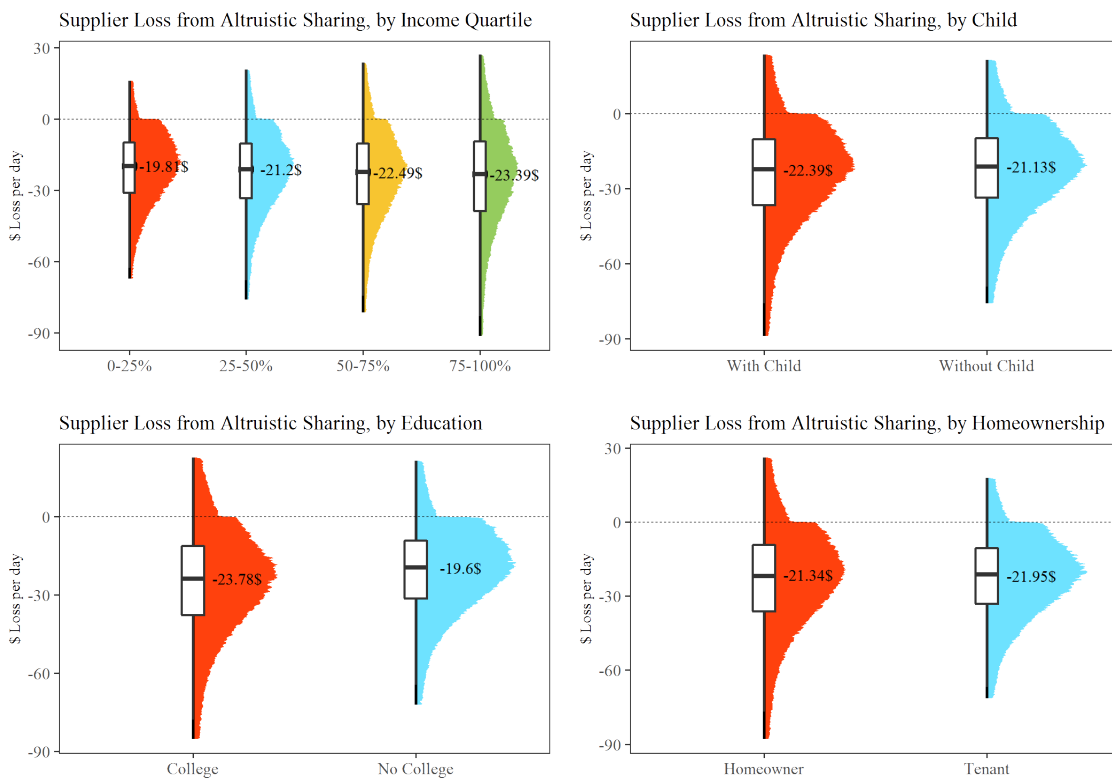 Supplier Loss from Altruistic Sharing, by Income Quartile
$ Loss per day
30
0
-30
-60
-90
-19.81$
-21.2$
-22.49$
-23.39$
0-25%
25-50%
50-75%
75-100%
Supplier Loss from Altruistic Sharing, by Child
$ Loss per day
0
-30
-60
-90
-22.39$
-21.13$
With Child
Without Child
Supplier Loss from Altruistic Sharing, by Education
$ Loss per day
0
-30
-60
-90
-23.78$
-19.6$
College
No College
Supplier Loss from Altruistic Sharing, by Homeownership
$ Loss per day
30
0
-30
-60
-90
-21.34$
-21.95$
Homeowner
Tenant